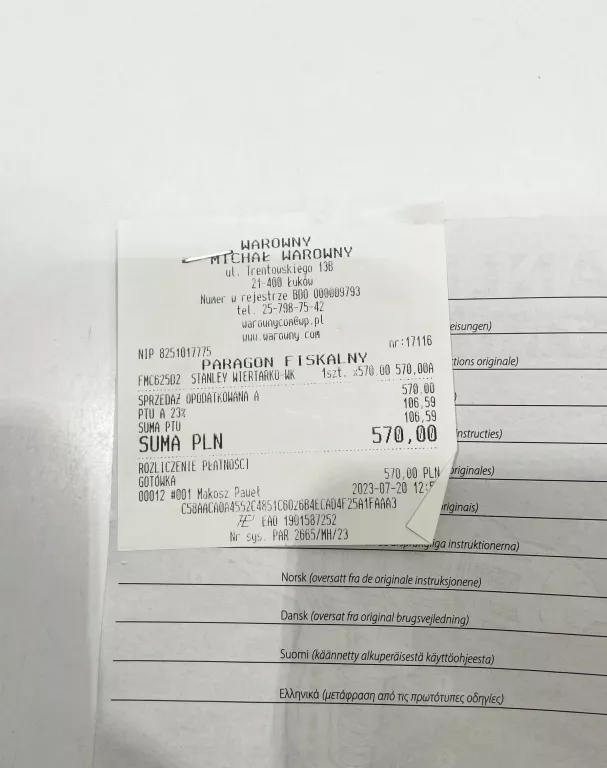 WAROWNY
MICHAŁ WAROWNY
ul. Trentowskiego 13B
21-400 Łuków
Numer w rejestrze BDO 000009793
tel. 25-798-75-42
warownycon@wp.pl
www.warowny.com
NIP 8251017775 nr:17116
PARAGON FISKALNY
FMC625D2 STANLEY WIERTARKO-WK 1szt. x570.00 570,00A
SPRZEDAŻ OPODATKOWANA A 570.00
PTU A 23% 106,59
SUMA PTU 106,59
SUMA PLN 570,00
ROZLICZENIE PŁATNOŚCI
GOTÓWKA 570,00 PLN
00012 #001 Makosz Paweł 2023-07-20
C58AACA0A4552C4851C6026B4ECAD4F25A1FAAA3
EAO 1901587252
Nr sys. PAR 2665/MH/23
eisungen)
ctions originale)
)
instructies)
originales)
originais)
instruktionerna)
Norsk (oversatt fra de originale instruksjonene)
Dansk (oversat fra original brugsvejledning)
Suomi (käännetty alkuperäisestä käyttöohjeesta)
Ελληνικά (μετάφραση από τις πρωτότυπες οδηγίες)